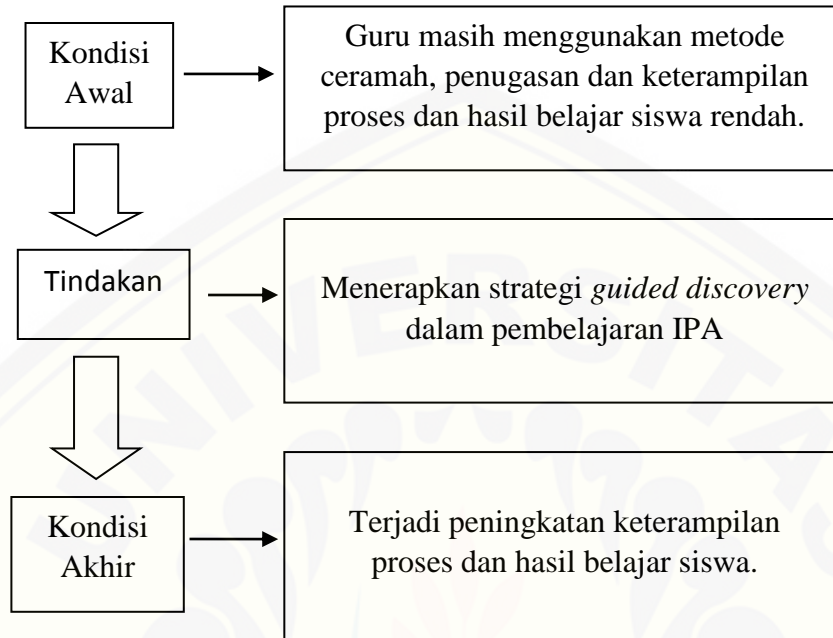 Kondisi
Awal
Guru masih menggunakan metode
ceramah, penugasan dan keterampilan
proses dan hasil belajar siswa rendah.
Tindakan
Menerapkan strategi guided discovery
dalam pembelajaran IPA
Kondisi
Akhir
Terjadi peningkatan keterampilan
proses dan hasil belajar siswa.
UNIVERSITAS